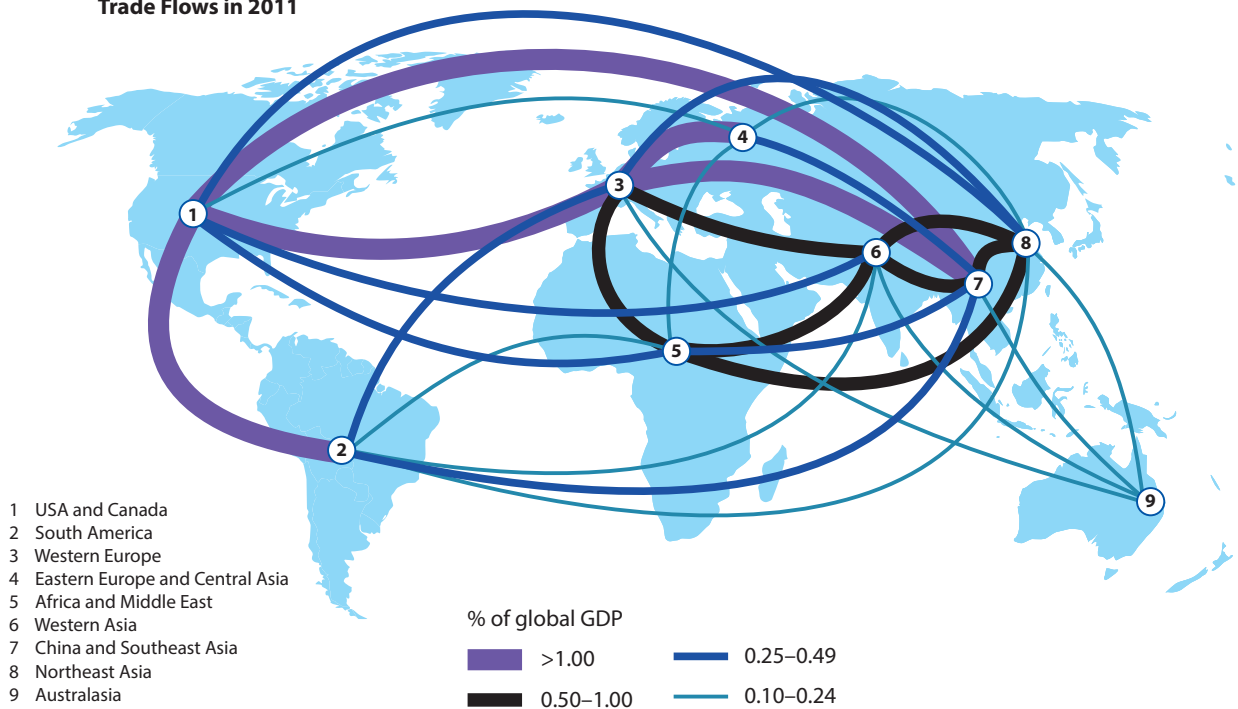 Trade Flows in 2011
1
2
3
4
5
6
7
8
9
1 USA and Canada
2 South America
3 Western Europe
4 Eastern Europe and Central Asia
5 Africa and Middle East
6 Western Asia
7 China and Southeast Asia
8 Northeast Asia
9 Australasia
% of global GDP
>1.00
0.50–1.00
0.25–0.49
0.10–0.24